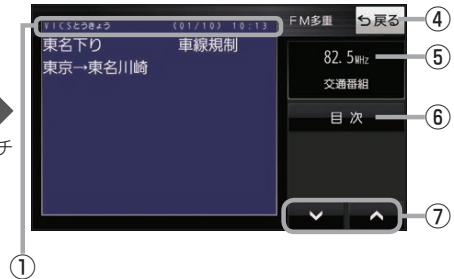 VICSとうきょう (01/10) 10:13
FM多重
戻る
④
東名下り 車線規制
東京→東名川崎
82.5MHz
⑤
交通番組
目次
⑥
チ
⑦
①